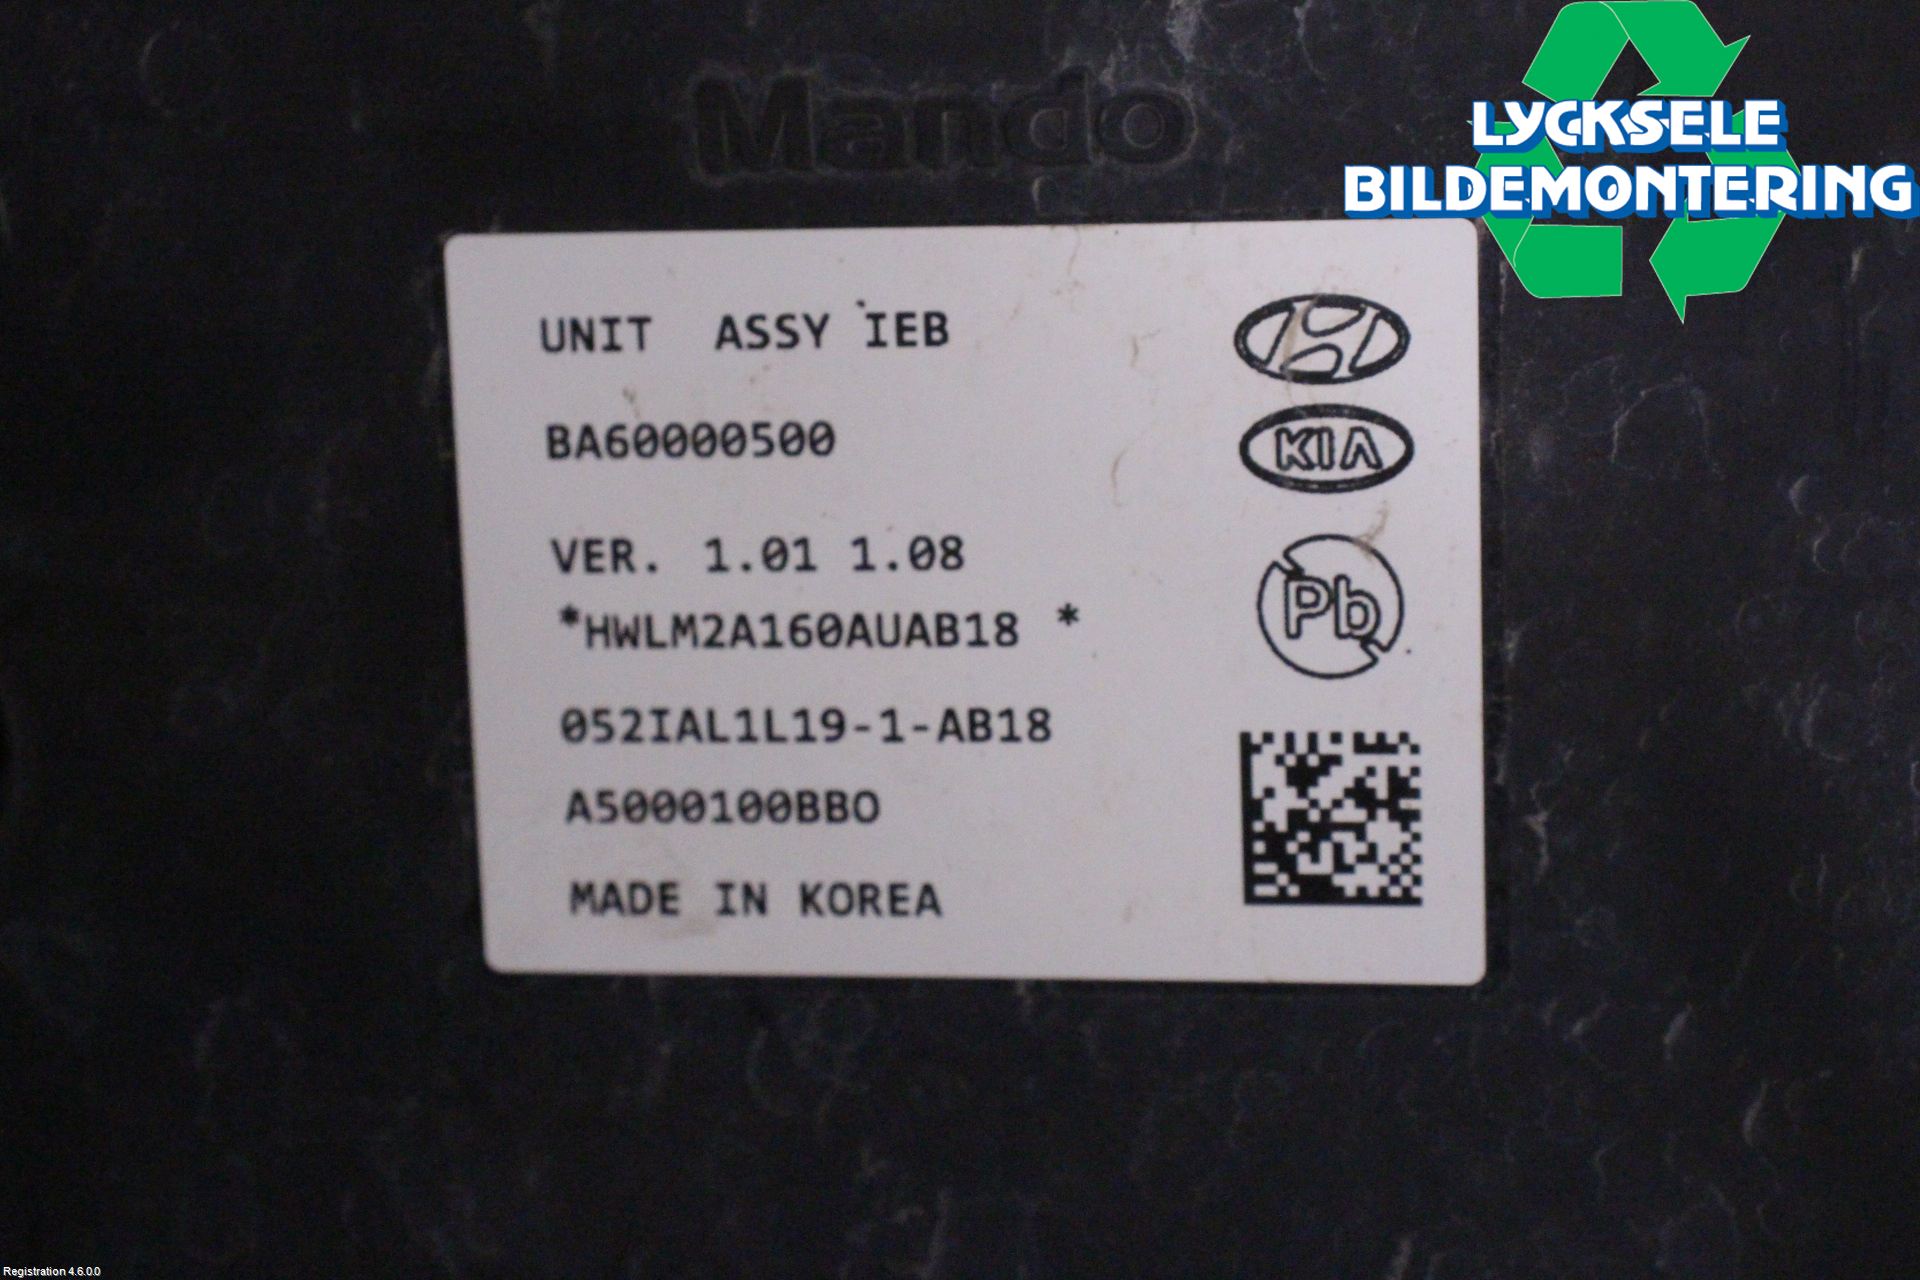 Mando
LYCKSELE
BILDEMONTERING
UNIT ASSY IEB
BA60000500
KIA
VER. 1.01 1.08
*HWLM2A160AUAB18 *
Pb
052IAL1L19-1-AB18
A5000100BBO
MADE IN KOREA
Registration 4.6.0.0